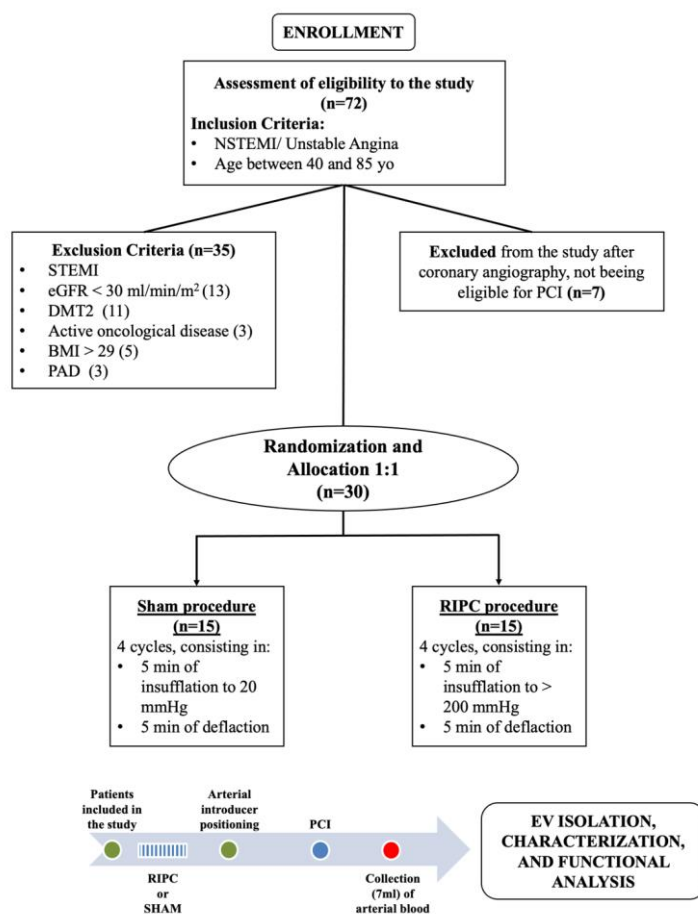 ENROLLMENT
Assessment of eligibility to the study
(n=72)
Inclusion Criteria:
• NSTEMI/ Unstable Angina
• Age between 40 and 85 yo
Exclusion Criteria (n=35)
• STEMI
• eGFR < 30 ml/min/m² (13)
• DMT2 (11)
• Active oncological disease (3)
• BMI > 29 (5)
• PAD (3)
Excluded from the study after
coronary angiography, not beeing
eligible for PCI (n=7)
Randomization and
Allocation 1:1
(n=30)
Sham procedure
(n=15)
4 cycles, consisting in:
• 5 min of
insufflation to 20
mmHg
• 5 min of deflaction
RIPC procedure
(n=15)
4 cycles, consisting in:
• 5 min of
insufflation to >
200 mmHg
• 5 min of deflaction
Patients
included in
the study
RIPC
or
SHAM
Arterial
introducer
positioning
PCI
Collection
(7ml) of
arterial blood
EV ISOLATION,
CHARACTERIZATION,
AND FUNCTIONAL
ANALYSIS